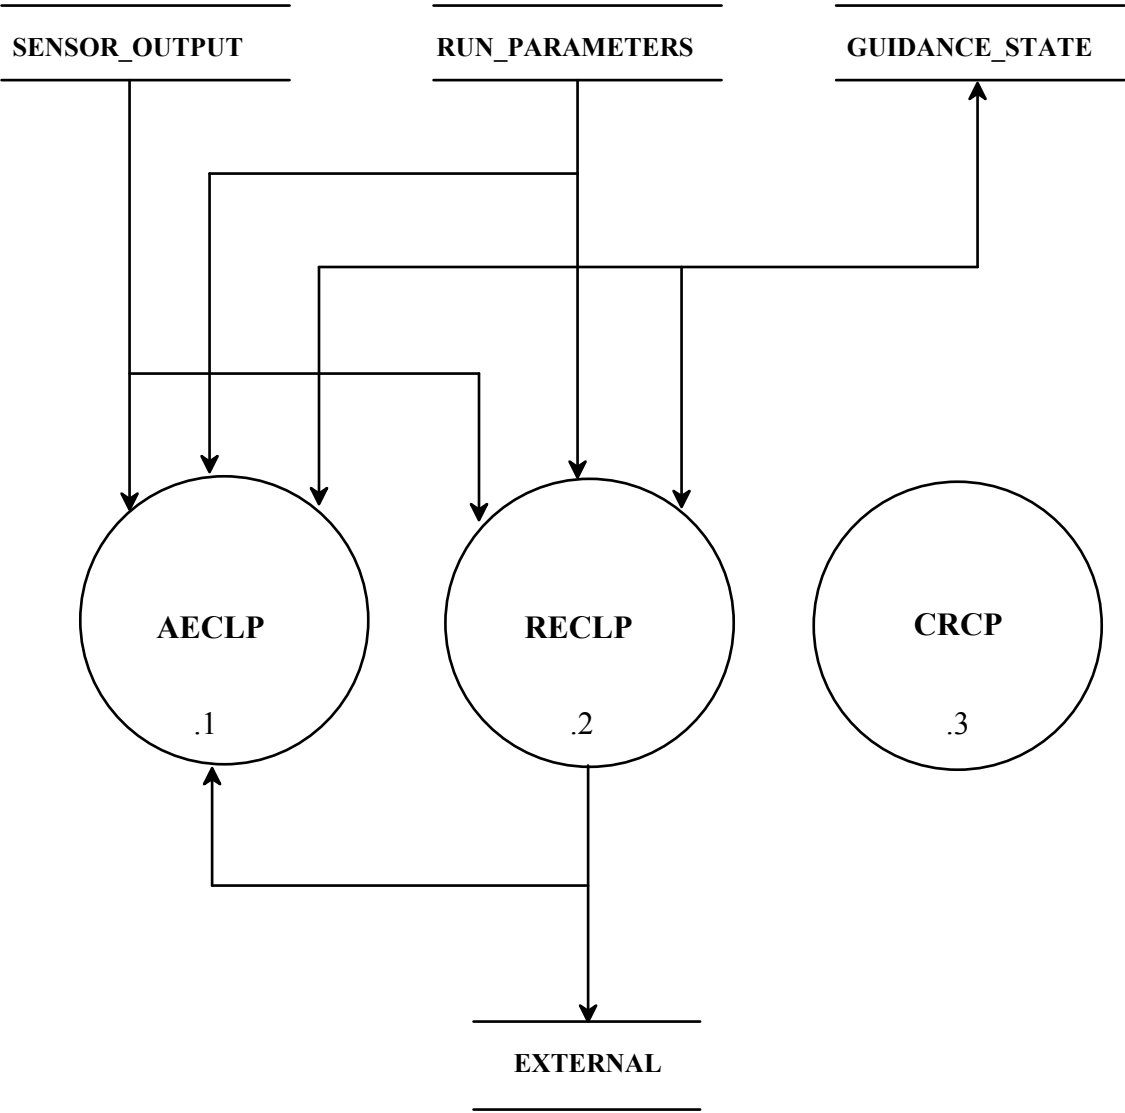 SENSOR_OUTPUT
RUN_PARAMETERS
GUIDANCE_STATE
AECLP
RECLP
CRCP
.1
.2
.3
EXTERNAL